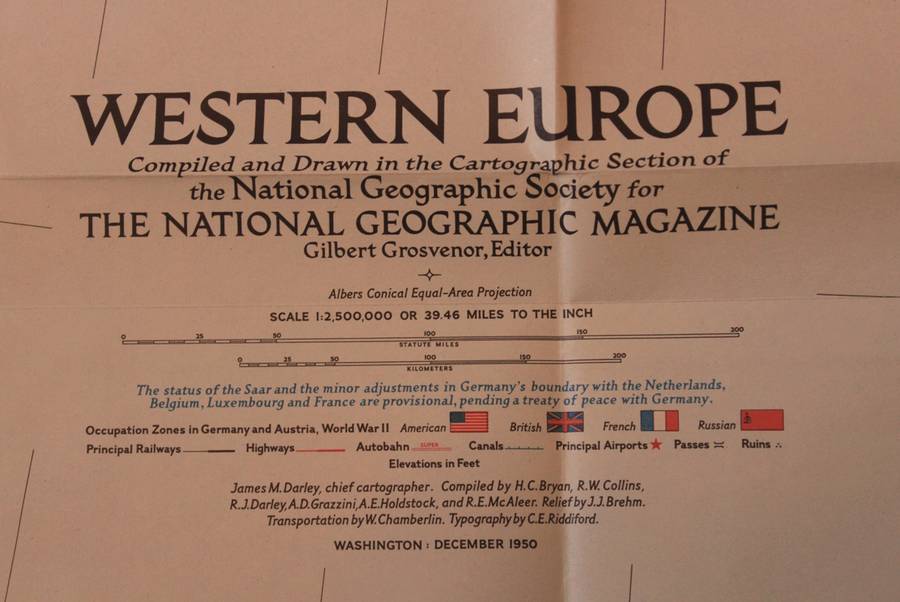 WESTERN EUROPE
Compiled and Drawn in the Cartographic Section of
the National Geographic Society for
THE NATIONAL GEOGRAPHIC MAGAZINE
Gilbert Grosvenor, Editor
Albers Conical Equal-Area Projection
SCALE 1:2,500,000 OR 39.46 MILES TO THE INCH
0 25 50 100 150 200
STATUTE MILES
0 25 50 100 150 200
KILOMETERS
The status of the Saar and the minor adjustments in Germany's boundary with the Netherlands,
Belgium, Luxembourg and France are provisional, pending a treaty of peace with Germany.
Occupation Zones in Germany and Austria, World War II American British French Russian
Principal Railways Highways Autobahn SUPER Canals Principal Airports Passes Ruins
Elevations in Feet
James M. Darley, chief cartographer. Compiled by H.C. Bryan, R.W. Collins,
R.J. Darley, A.D. Grazzini, A.E. Holdstock, and R.E. McAleer. Relief by J.J. Brehm.
Transportation by W. Chamberlin. Typography by C.E. Riddiford.
WASHINGTON : DECEMBER 1950